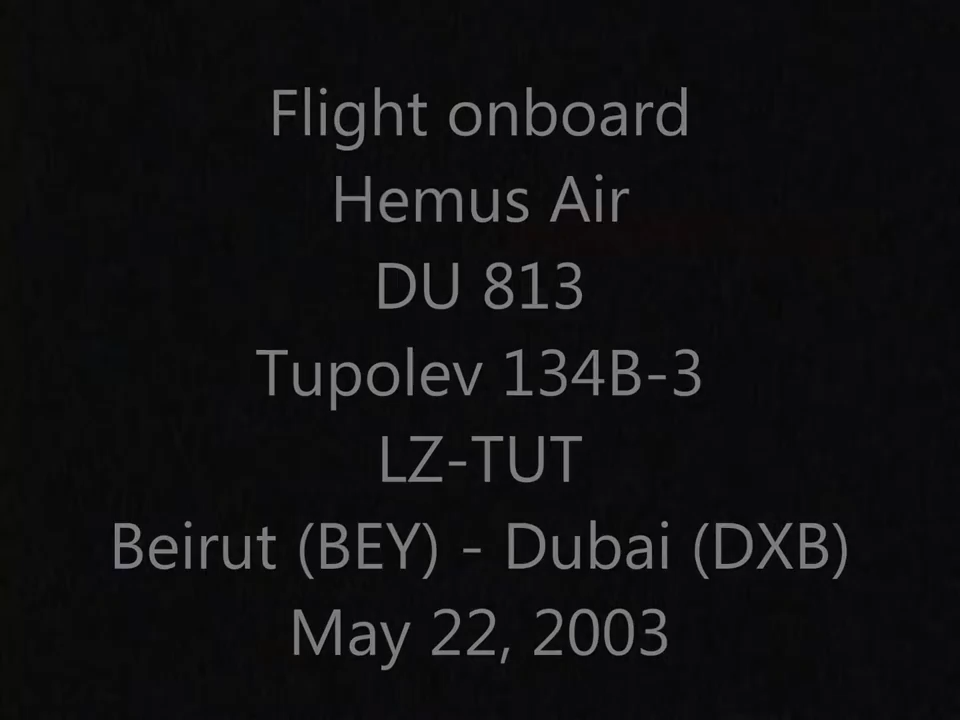 Flight onboard
Hemus Air
DU 813
Tupolev 134B-3
LZ-TUT
Beirut (BEY) - Dubai (DXB)
May 22, 2003